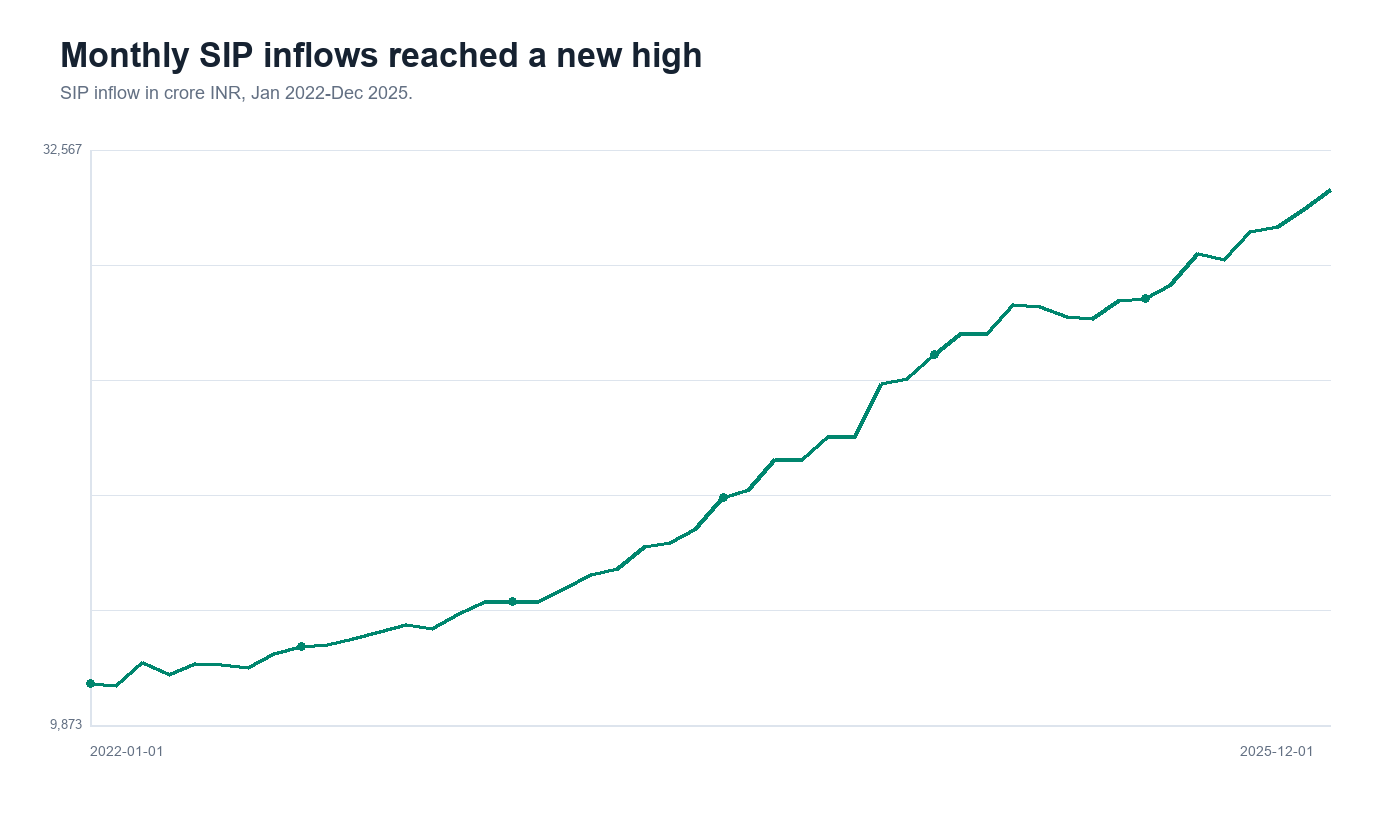 Monthly SIP inflows reached a new high
SIP inflow in crore INR, Jan 2022-Dec 2025.
32,567
9,873
2022-01-01
2025-12-01